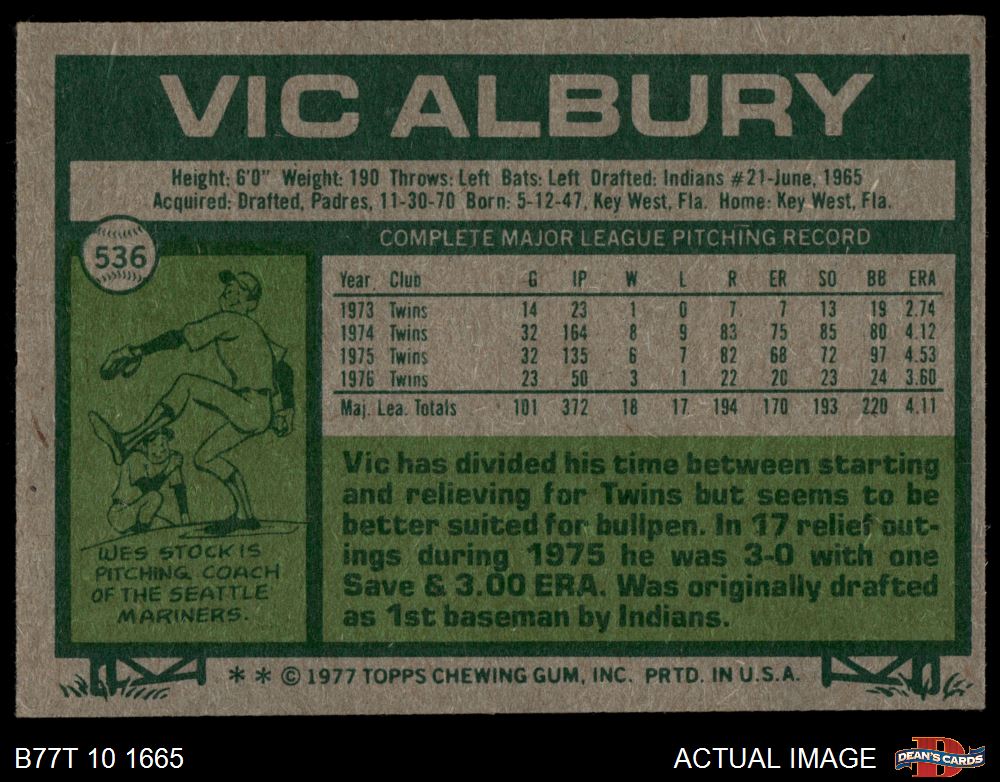 VIC ALBURY
Height: 6'0" Weight: 190 Throws: Left Bats: Left Drafted: Indians #21-June, 1965
Acquired: Drafted, Padres, 11-30-70 Born: 5-12-47, Key West, Fla. Home: Key West, Fla.
536
COMPLETE MAJOR LEAGUE PITCHING RECORD
Year Club G IP W L R ER SO BB ERA
1973 Twins 14 23 1 0 7 7 13 19 2.74
1974 Twins 32 164 8 9 83 75 85 80 4.12
1975 Twins 32 135 6 7 82 68 72 97 4.53
1976 Twins 23 50 3 1 22 20 23 24 3.60
Maj. Lea. Totals 101 372 18 17 194 170 193 220 4.11
WES STOCK IS
PITCHING COACH
OF THE SEATTLE
MARINERS.
Vic has divided his time between starting
and relieving for Twins but seems to be
better suited for bullpen. In 17 relief out-
ings during 1975 he was 3-0 with one
Save & 3.00 ERA. Was originally drafted
as 1st baseman by Indians.
* * © 1977 TOPPS CHEWING GUM, INC. PRTD. IN U.S.A.
B77T 10 1665
ACTUAL IMAGE
D
DEAN'S CARDS